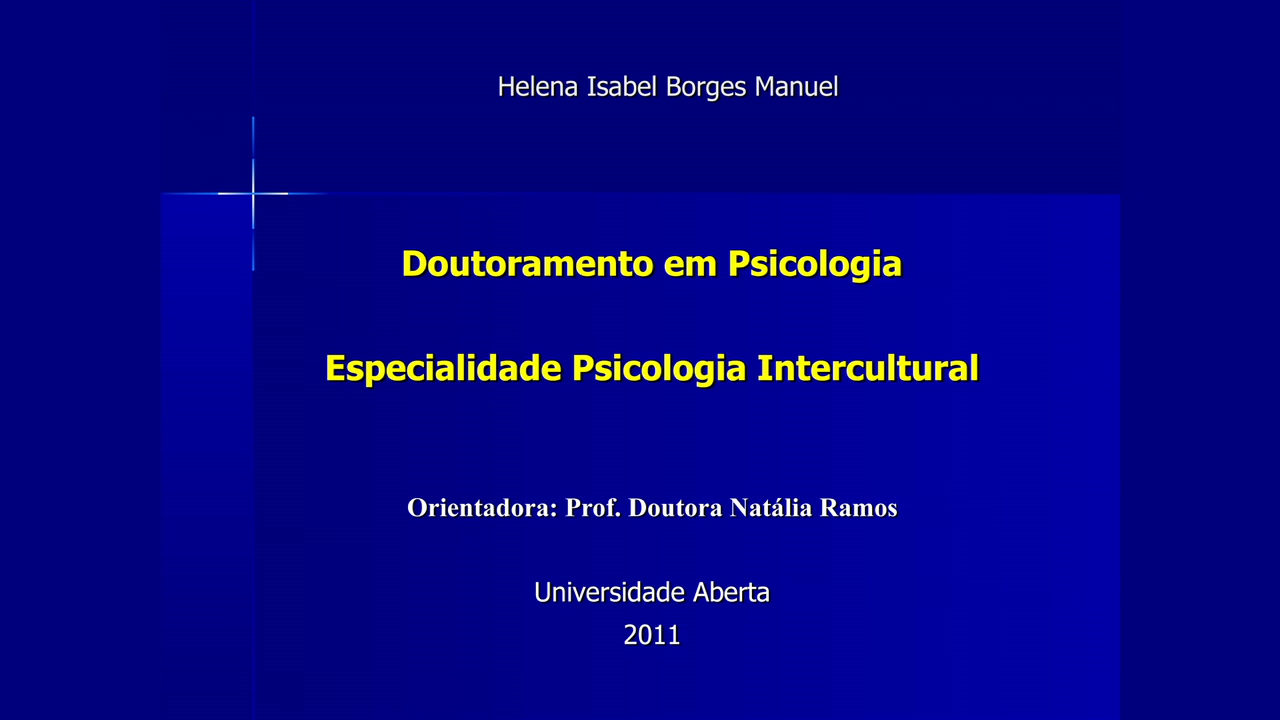 Helena Isabel Borges Manuel
Doutoramento em Psicologia
Especialidade Psicologia Intercultural
Orientadora: Prof. Doutora Natália Ramos
Universidade Aberta
2011